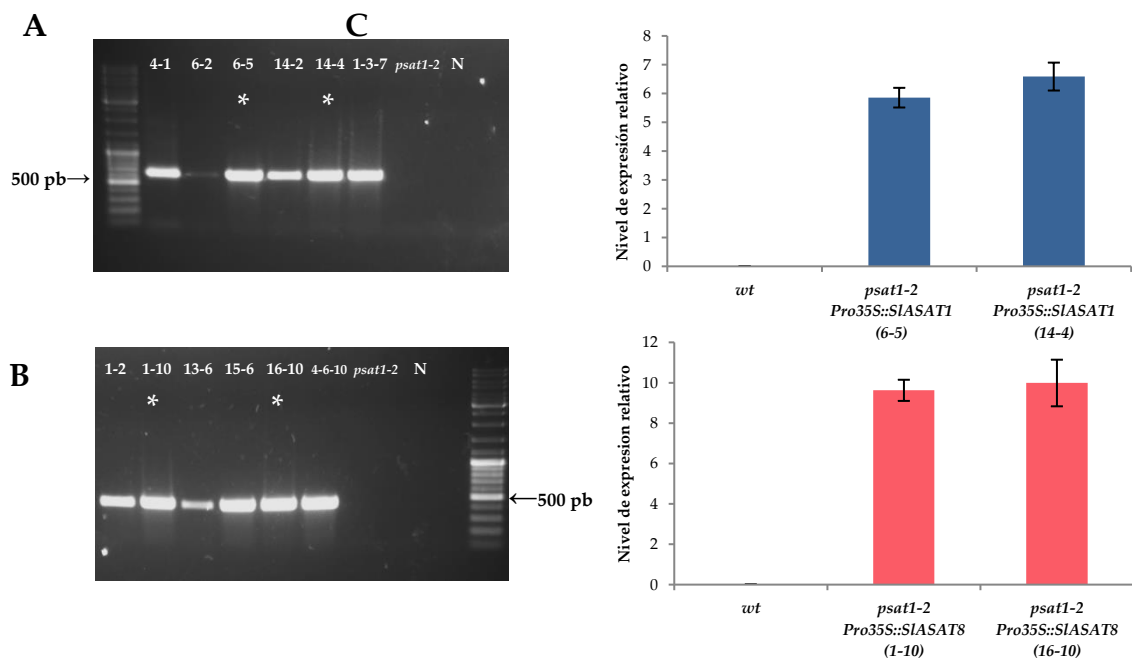 A
C
4-1 6-2 6-5 14-2 14-4 1-3-7 psat1-2 N
* *
500 pb→
Nivel de expresión relativo
8
7
6
5
4
3
2
1
0
wt
psat1-2
Pro35S::SlASAT1
(6-5)
psat1-2
Pro35S::SlASAT1
(14-4)
B
1-2 1-10 13-6 15-6 16-10 4-6-10 psat1-2 N
* *
←500 pb
Nivel de expresion relativo
12
10
8
6
4
2
0
wt
psat1-2
Pro35S::SlASAT8
(1-10)
psat1-2
Pro35S::SlASAT8
(16-10)